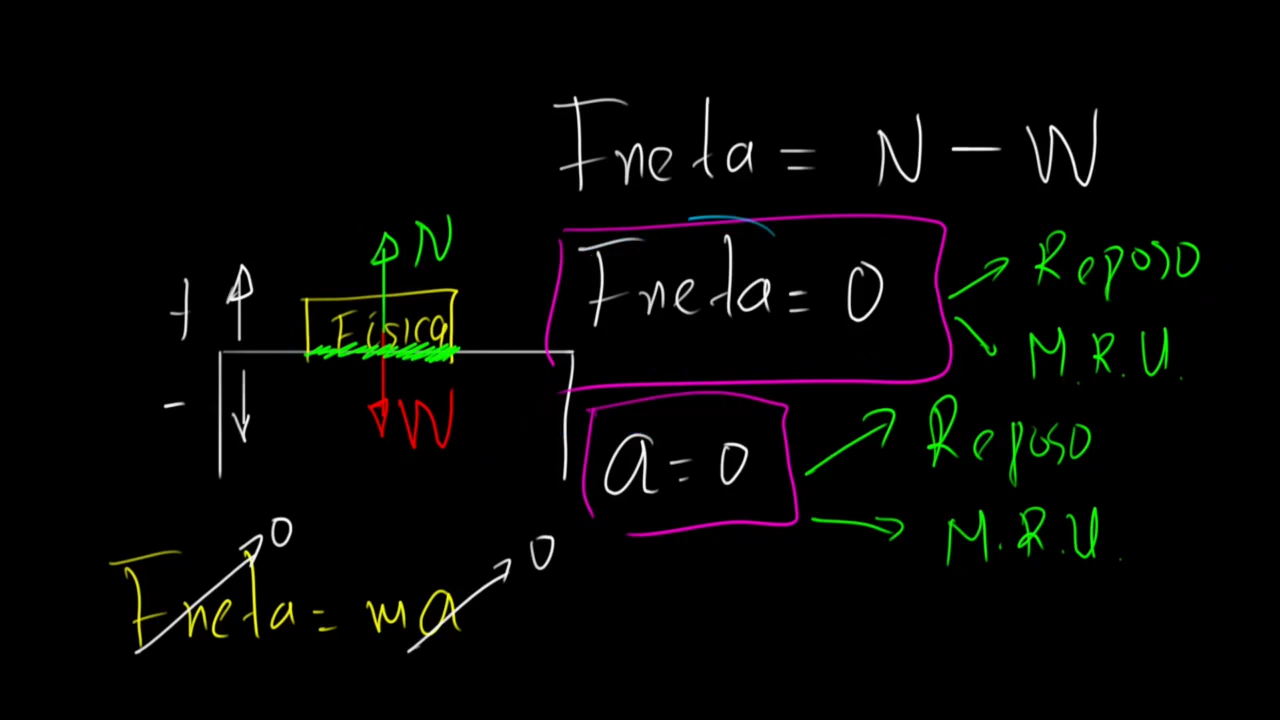 Fneta = N - W
N
Fneta = 0
Reposo
M.R.U.
+
Física
-
W
a = 0
Reposo
M.R.U.
0
0
Fneta = ma